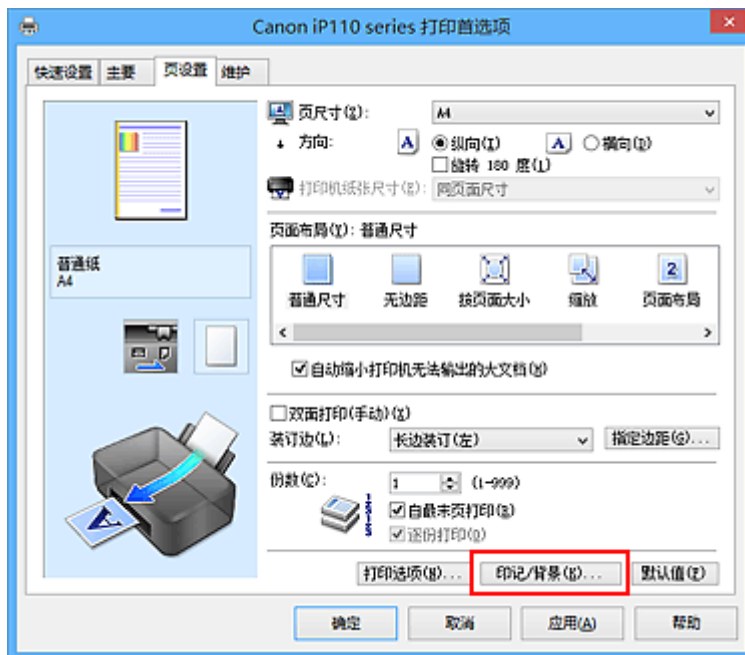 Canon iP110 series 打印首选项
快速设置 主要 页设置 维护
页尺寸(Z): A4
方向: A 纵向(I) A 横向(D)
旋转 180 度(L)
打印机纸张尺寸(E): 同页面尺寸
页面布局(Y): 普通尺寸
普通尺寸 无边距 按页面大小 缩放 页面布局
自动缩小打印机无法输出的大文档(N)
普通纸
A4
双面打印(手动)(X)
装订边(L): 长边装订(左) 指定边距(G)...
份数(C): 1 (1-999)
自最末页打印(R)
逐份打印(O)
打印选项(H)... 印记/背景(K)... 默认值(F)
确定 取消 应用(A) 帮助